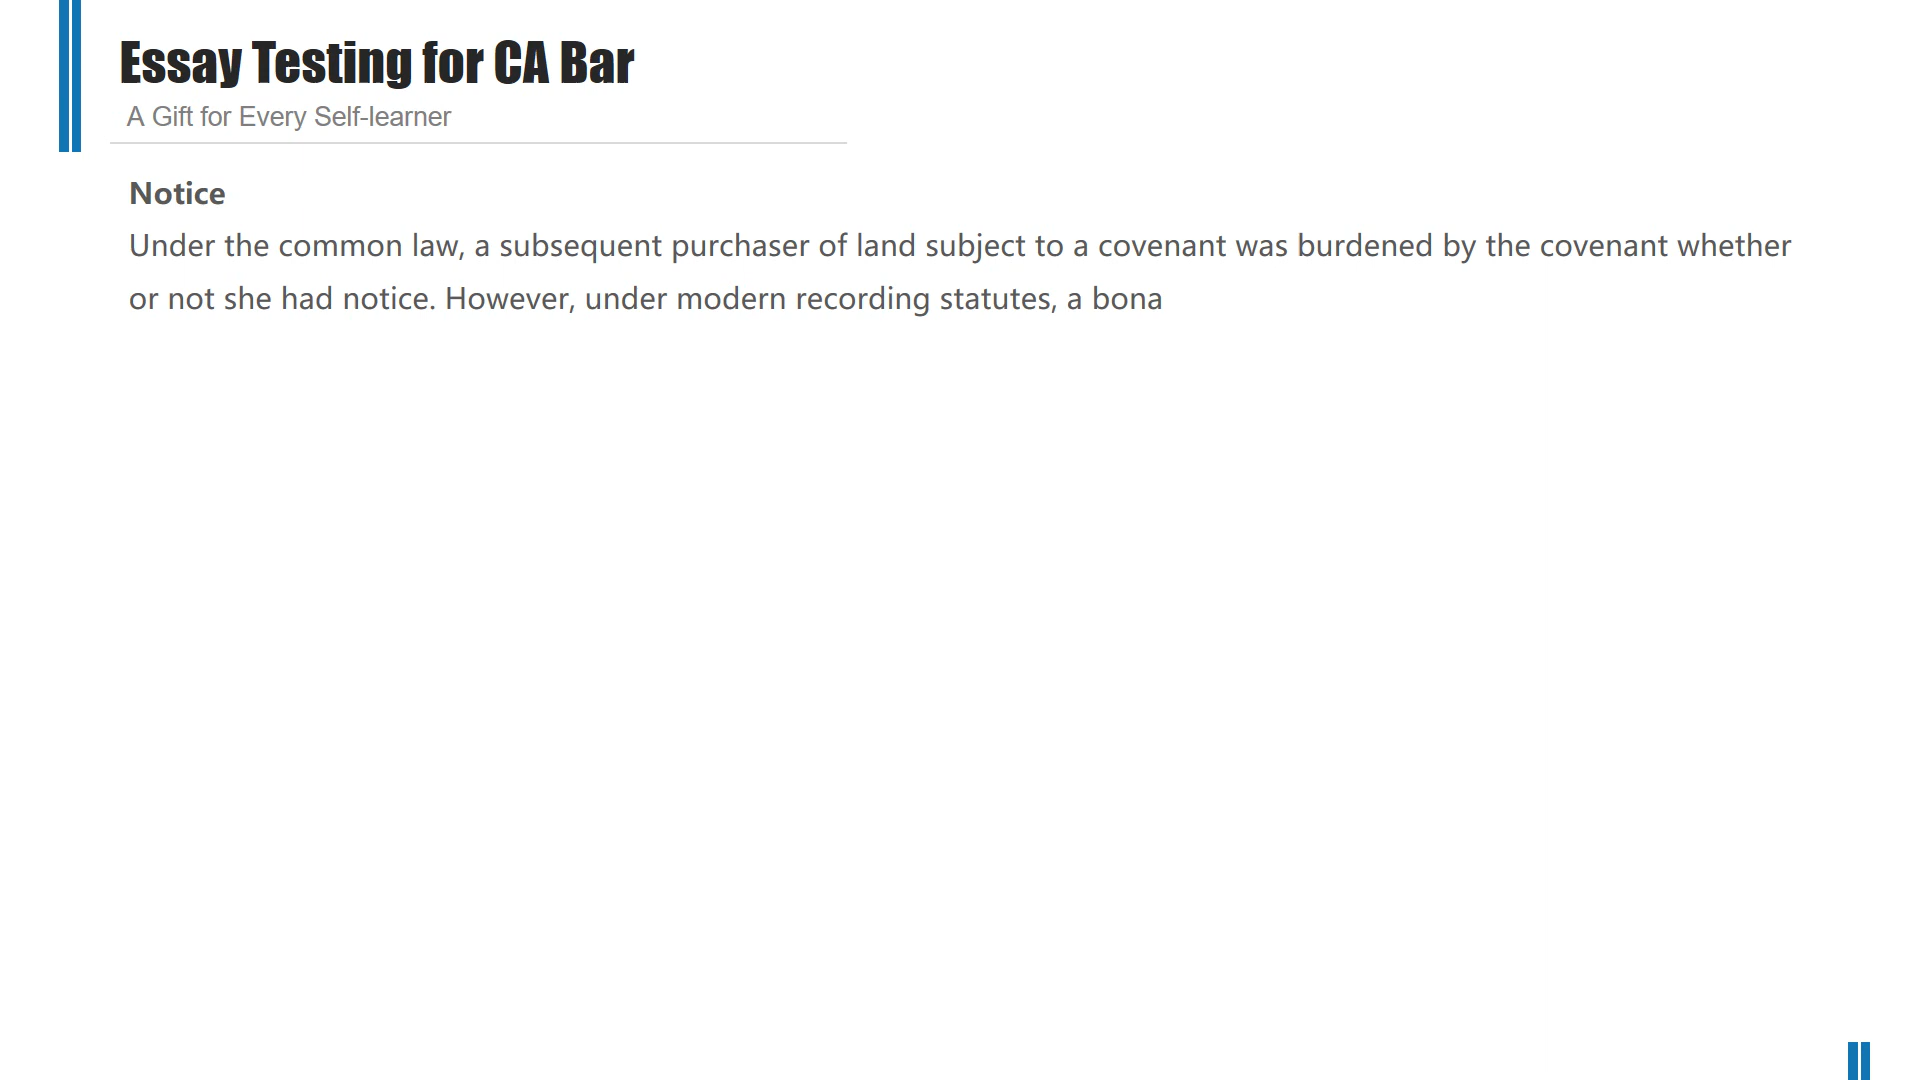 Essay Testing for CA Bar
A Gift for Every Self-learner
Notice
Under the common law, a subsequent purchaser of land subject to a covenant was burdened by the covenant whether
or not she had notice. However, under modern recording statutes, a bona